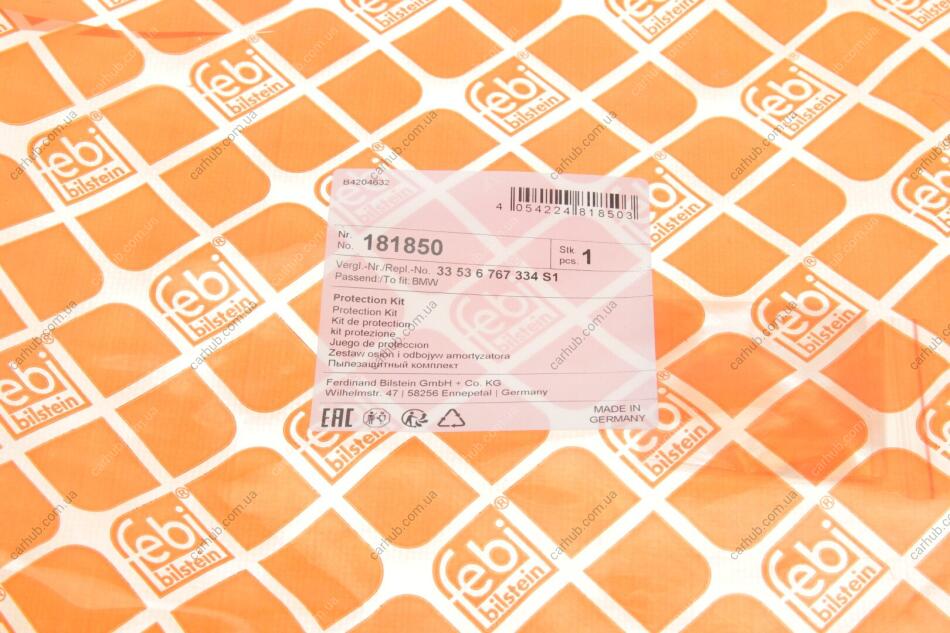 B4204632
4 054224 818503
Nr.
No. 181850
Stk
pcs. 1
Vergl.-Nr./Repl.-No. 33 53 6 767 334 S1
Passend:/To fit: BMW
Protection Kit
Protection Kit
Kit de protection
kit protezione
Juego de proteccion
Zestaw osłon i odbojów amortyzatora
Пылезащитный комплект
Ferdinand Bilstein GmbH + Co. KG
Wilhelmstr. 47 | 58256 Ennepetal | Germany
EAC
MADE IN
GERMANY
febi
bilstein
carhub.com.ua